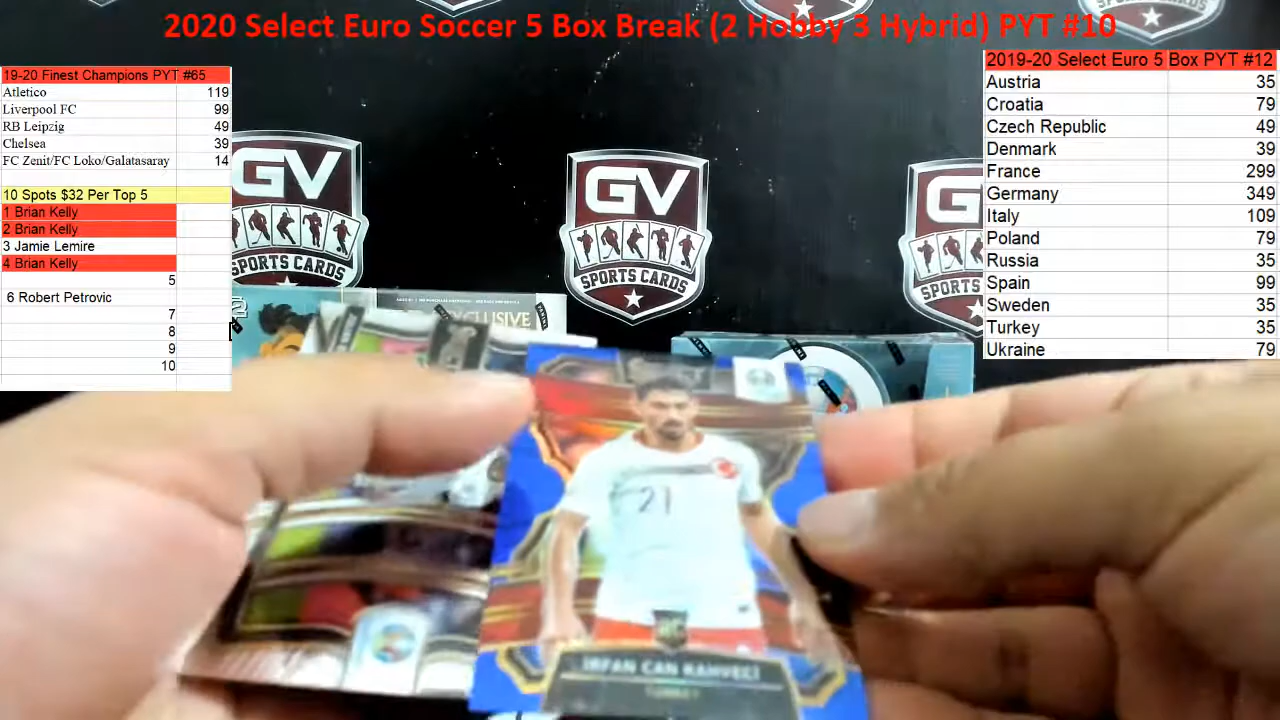 2020 Select Euro Soccer 5 Box Break (2 Hobby 3 Hybrid) PYT #10
19-20 Finest Champions PYT #65
Atletico 119
Liverpool FC 99
RB Leipzig 49
Chelsea 39
FC Zenit/FC Loko/Galatasaray 14
10 Spots $32 Per Top 5
1 Brian Kelly
2 Brian Kelly
3 Jamie Lemire
4 Brian Kelly
5
6 Robert Petrovic
7
8
9
10
2019-20 Select Euro 5 Box PYT #12
Austria 35
Croatia 79
Czech Republic 49
Denmark 39
France 299
Germany 349
Italy 109
Poland 79
Russia 35
Spain 99
Sweden 35
Turkey 35
Ukraine 79
GV
SPORTS CARDS
GV
SPORTS CARDS
G
SPORTS
EXCLUSIVE
21
RC
IRFAN CAN KAHVECI
TURKEY